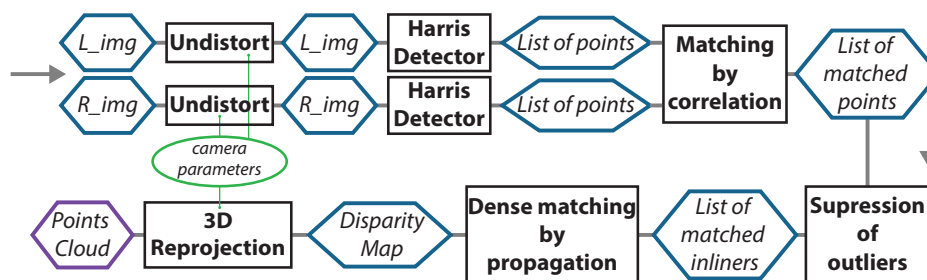 L_img
Undistort
L_img
Harris
Detector
List of points
Matching
by
correlation
List of
matched
points
R_img
Undistort
R_img
Harris
Detector
List of points
camera
parameters
Points
Cloud
3D
Reprojection
Disparity
Map
Dense matching
by
propagation
List of
matched
inliners
Supression
of
outliers